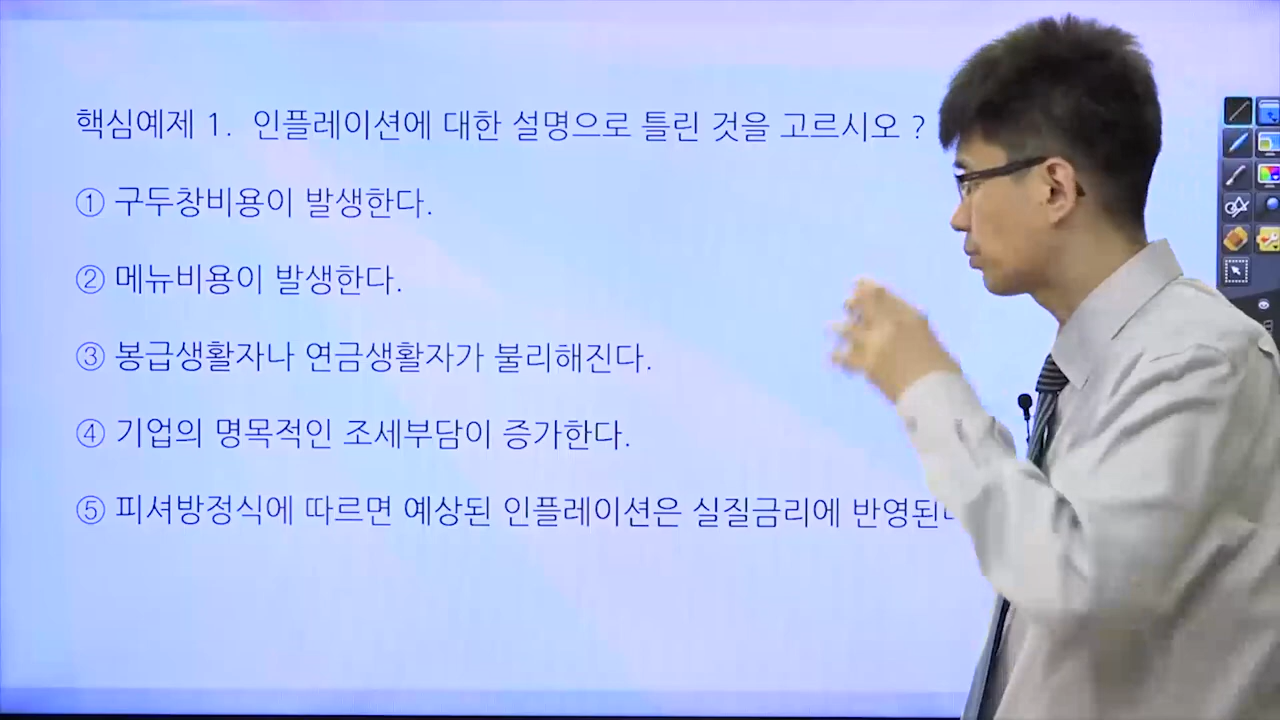 핵심예제 1. 인플레이션에 대한 설명으로 틀린 것을 고르시오 ?
① 구두창비용이 발생한다.
② 메뉴비용이 발생한다.
③ 봉급생활자나 연금생활자가 불리해진다.
④ 기업의 명목적인 조세부담이 증가한다.
⑤ 피셔방정식에 따르면 예상된 인플레이션은 실질금리에